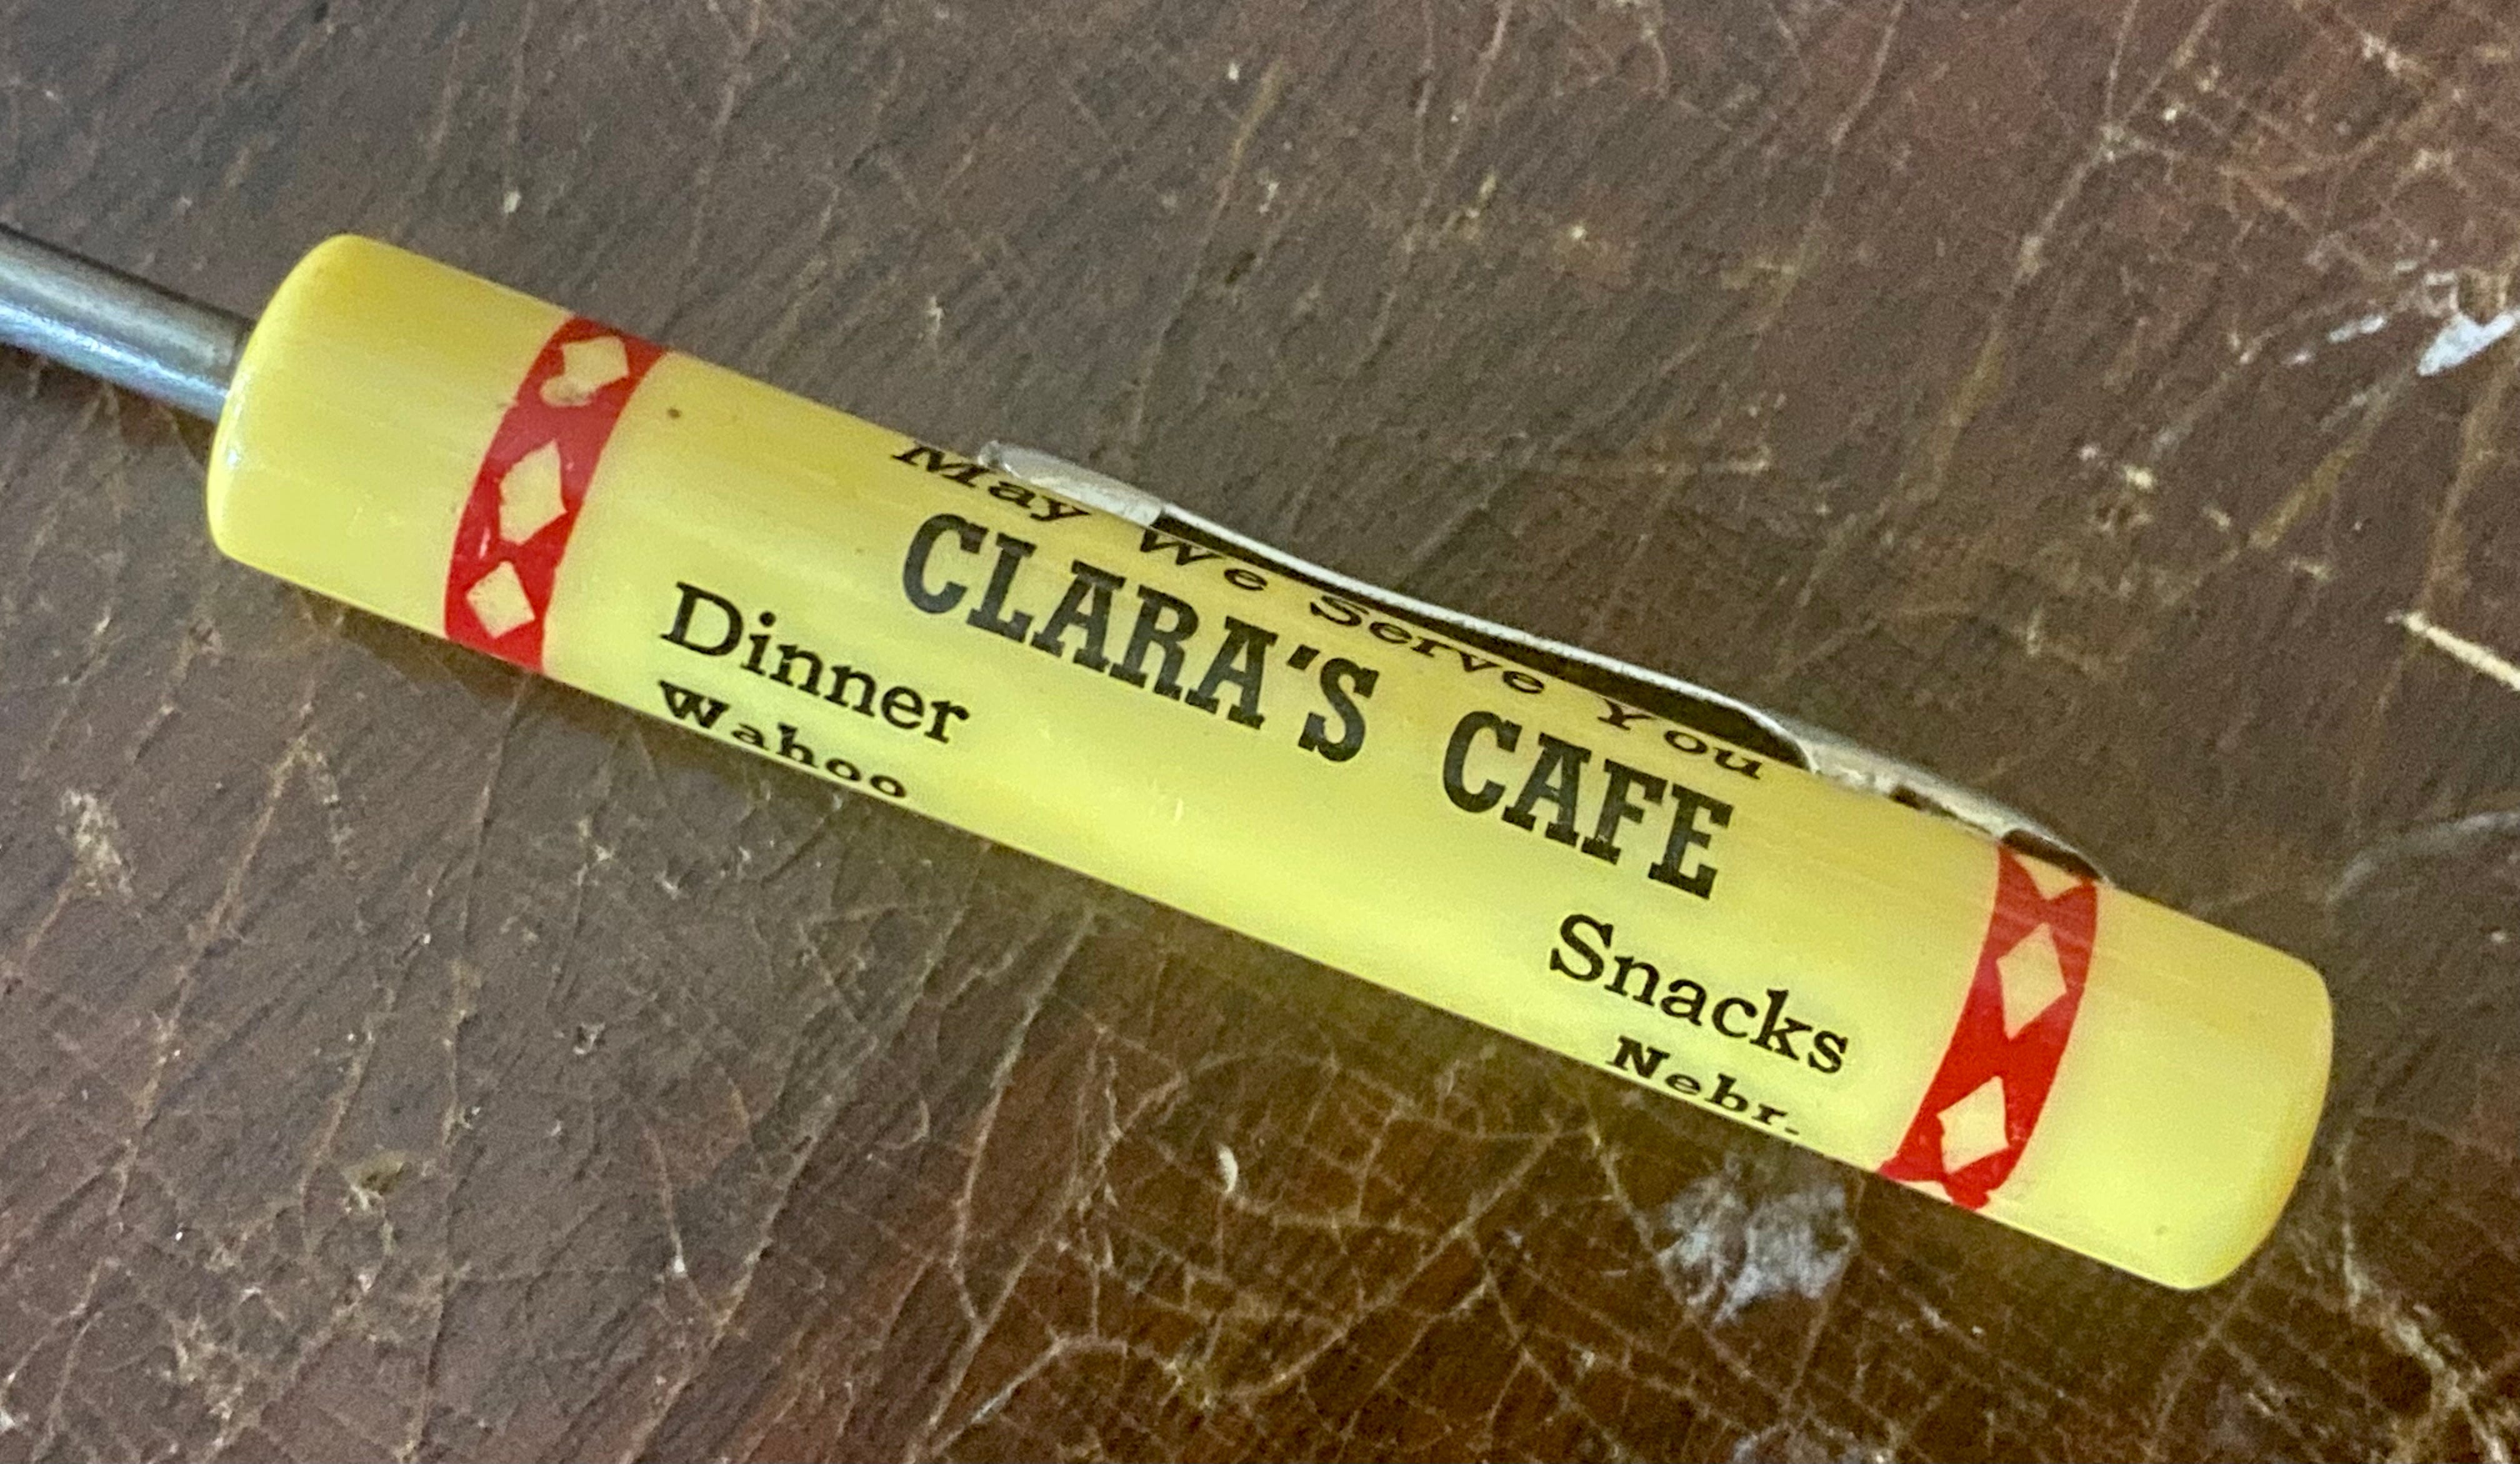 May We Serve You
CLARA'S CAFE
Dinner Snacks
Wahoo Nebr.